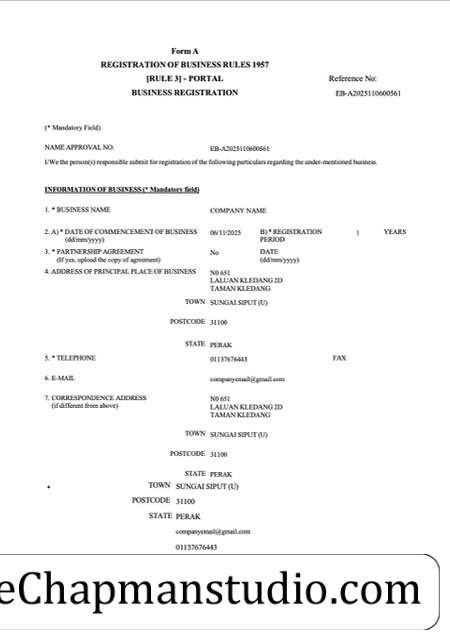 Form A
REGISTRATION OF BUSINESS RULES 1957
[RULE 3] - PORTAL
Reference No:
BUSINESS REGISTRATION
EB-A2025110600561
(* Mandatory Field)
NAME APPROVAL NO.
EB-A2025110600561
I/We the person(s) responsible submit for registration of the following particulars regarding the under-mentioned business.
INFORMATION OF BUSINESS (* Mandatory field)
1. * BUSINESS NAME
COMPANY NAME
2. A) * DATE OF COMMENCEMENT OF BUSINESS 06/11/2025 B) * REGISTRATION 1 YEARS
(dd/mm/yyyy) PERIOD
3. * PARTNERSHIP AGREEMENT No DATE
(If yes, upload the copy of agreement) (dd/mm/yyyy)
4. ADDRESS OF PRINCIPAL PLACE OF BUSINESS N0 651
LALUAN KLEDANG 2D
TAMAN KLEDANG
TOWN SUNGAI SIPUT (U)
POSTCODE 31100
STATE PERAK
5. * TELEPHONE 01137676443 FAX
6. E-MAIL companyemail@gmail.com
7. CORRESPONDENCE ADDRESS N0 651
(if different from above) LALUAN KLEDANG 2D
TAMAN KLEDANG
TOWN SUNGAI SIPUT (U)
POSTCODE 31100
STATE PERAK
• TOWN SUNGAI SIPUT (U)
POSTCODE 31100
STATE PERAK
companyemail@gmail.com
01137676443
eChapmanstudio.com